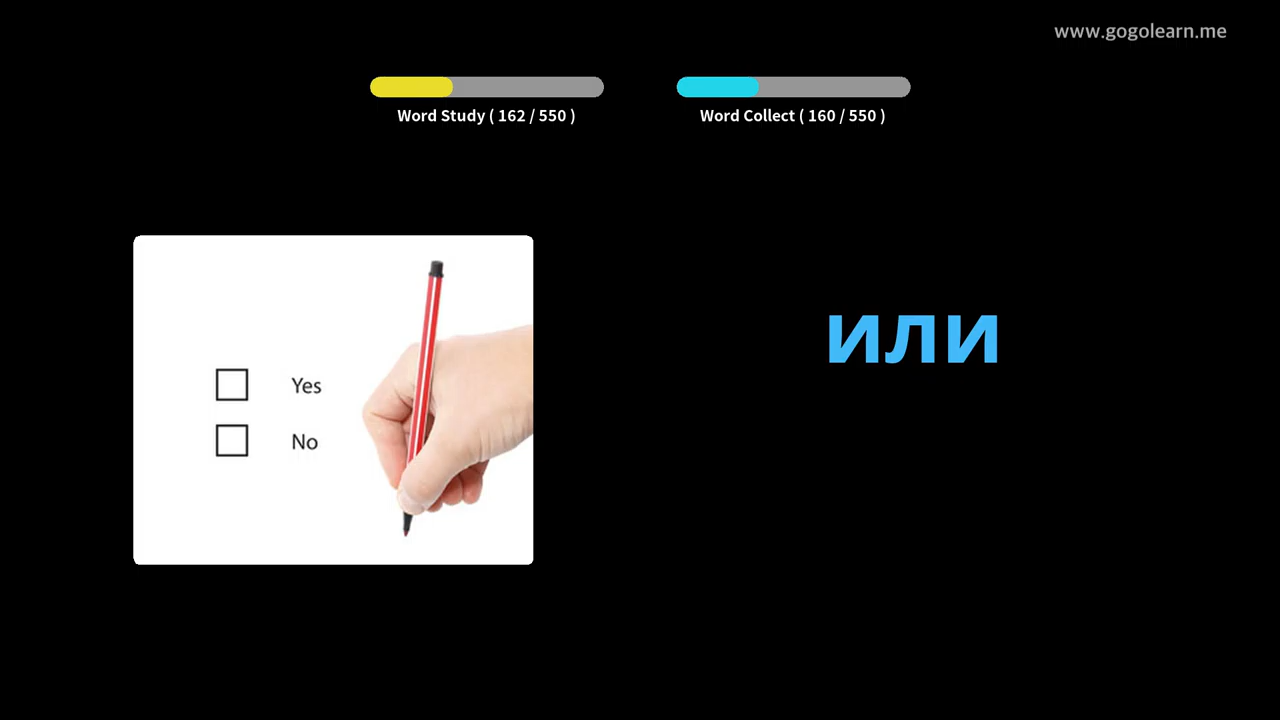 www.gogolearn.me
Word Study ( 162 / 550 )
Word Collect ( 160 / 550 )
или
Yes
No